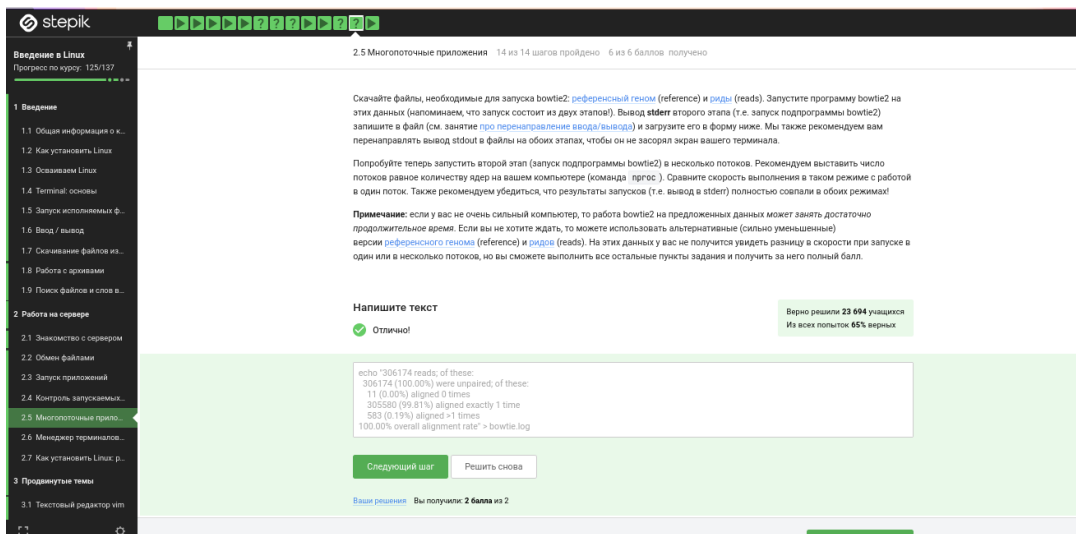 stepik
Введение в Linux
Прогресс по курсу: 125/137
1 Введение
1.1 Общая информация о к...
1.2 Как установить Linux
1.3 Осваиваем Linux
1.4 Terminal: основы
1.5 Запуск исполняемых ф...
1.6 Ввод / вывод
1.7 Скачивание файлов из...
1.8 Работа с архивами
1.9 Поиск файлов и слов в...
2 Работа на сервере
2.1 Знакомство с сервером
2.2 Обмен файлами
2.3 Запуск приложений
2.4 Контроль запускаемых...
2.5 Многопоточные прило...
2.6 Менеджер терминалов...
2.7 Как установить Linux: р...
3 Продвинутые темы
3.1 Текстовый редактор vim
? ? ? ? ?
2.5 Многопоточные приложения 14 из 14 шагов пройдено 6 из 6 баллов получено
Скачайте файлы, необходимые для запуска bowtie2: референсный геном (reference) и риды (reads). Запустите программу bowtie2 на
этих данных (напоминаем, что запуск состоит из двух этапов!). Вывод stderr второго этапа (т.е. запуск подпрограммы bowtie2)
запишите в файл (см. занятие про перенаправление ввода/вывода) и загрузите его в форму ниже. Мы также рекомендуем вам
перенаправлять вывод stdout в файлы на обоих этапах, чтобы он не засорял экран вашего терминала.
Попробуйте теперь запустить второй этап (запуск подпрограммы bowtie2) в несколько потоков. Рекомендуем выставить число
потоков равное количеству ядер на вашем компьютере (команда nproc ). Сравните скорость выполнения в таком режиме с работой
в один поток. Также рекомендуем убедиться, что результаты запусков (т.е. вывод в stderr) полностью совпали в обоих режимах!
Примечание: если у вас не очень сильный компьютер, то работа bowtie2 на предложенных данных может занять достаточно
продолжительное время. Если вы не хотите ждать, то можете использовать альтернативные (сильно уменьшенные)
версии референсного генома (reference) и ридов (reads). На этих данных у вас не получится увидеть разницу в скорости при запуске в
один или в несколько потоков, но вы сможете выполнить все остальные пункты задания и получить за него полный балл.
Напишите текст
Отлично!
Верно решили 23 694 учащихся
Из всех попыток 65% верных
echo "306174 reads; of these:
306174 (100.00%) were unpaired; of these:
11 (0.00%) aligned 0 times
305580 (99.81%) aligned exactly 1 time
583 (0.19%) aligned >1 times
100.00% overall alignment rate" > bowtie.log
Следующий шаг
Решить снова
Ваши решения Вы получили: 2 балла из 2